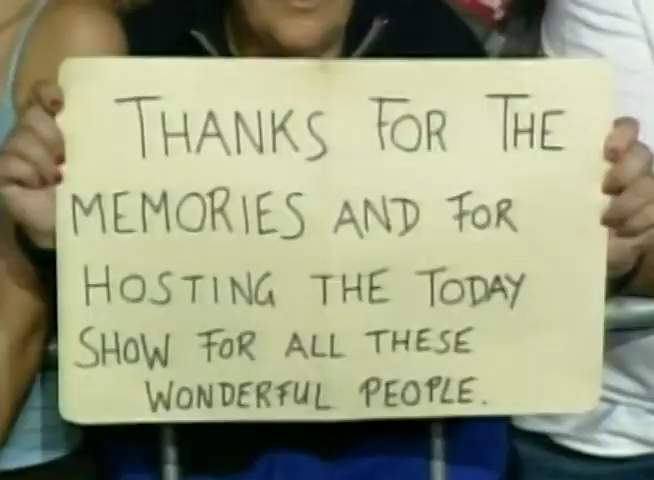 THANKS FOR THE
MEMORIES AND FOR
HOSTING THE TODAY
SHOW FOR ALL THESE
WONDERFUL PEOPLE.